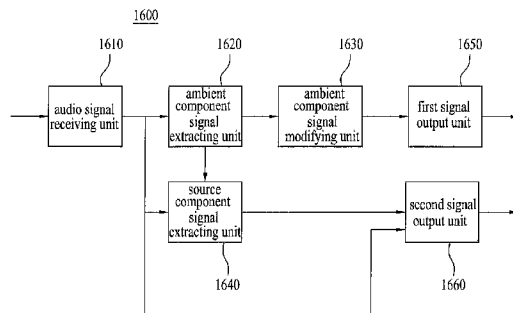 1600
1610
1620
1630
1650
audio signal
receiving unit
ambient
component
signal
extracting unit
ambient
component
signal
modifying unit
first signal
output unit
source
component
signal
extracting unit
second signal
output unit
1640
1660